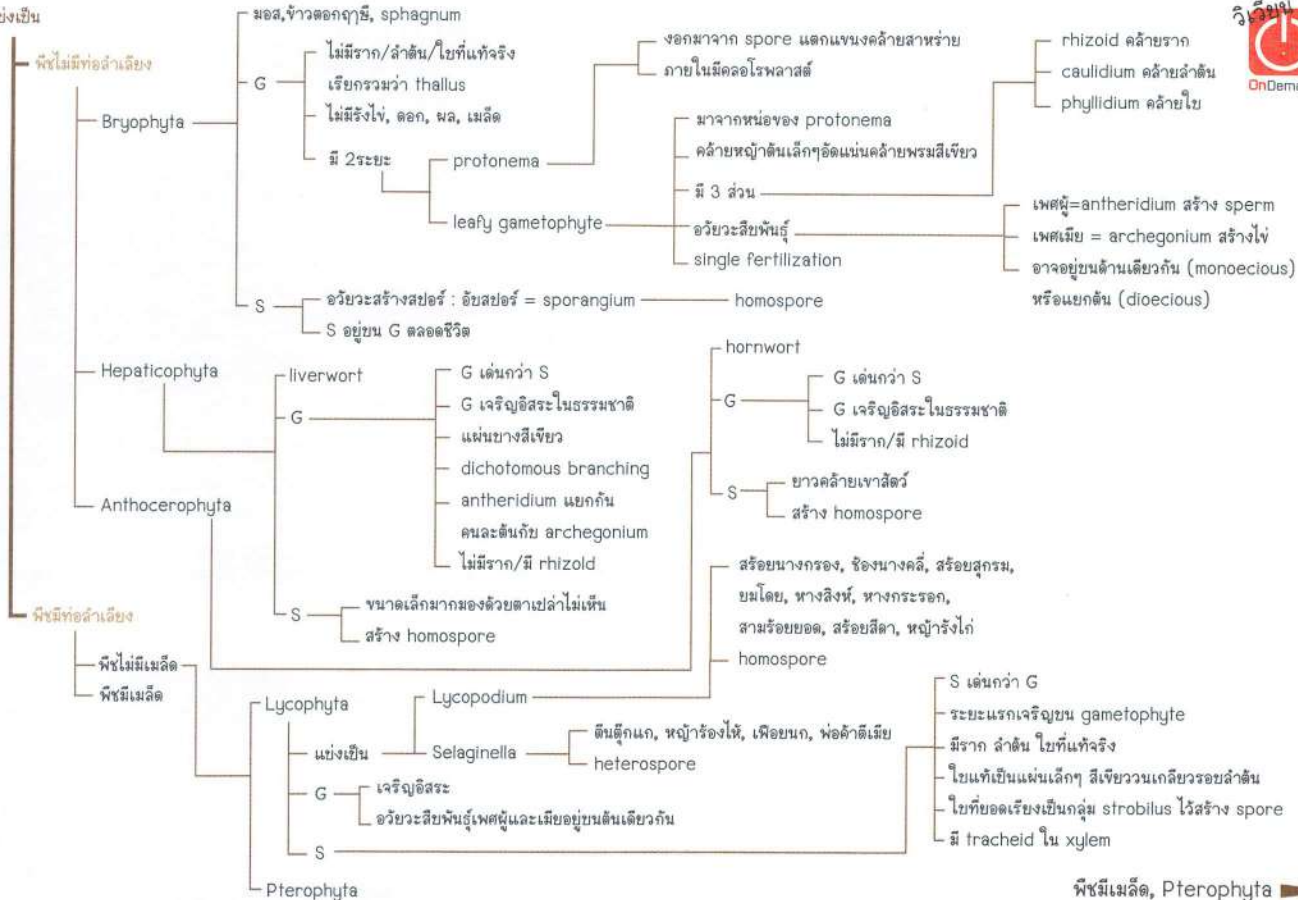 วิเวียน
OnDema
แบ่งเป็น
พืชไม่มีท่อลำเลียง
Bryophyta
มอส,ข้าวตอกฤาษี, sphagnum
G
ไม่มีราก/ลำต้น/ใบที่แท้จริง
เรียกรวมว่า thallus
ไม่มีรังไข่, ดอก, ผล, เมล็ด
มี 2ระยะ
protonema
งอกมาจาก spore แตกแขนงคล้ายสาหร่าย
ภายในมีคลอโรพลาสต์
leafy gametophyte
มาจากหน่อของ protonema
คล้ายหญ้าต้นเล็กๆอัดแน่นคล้ายพรมสีเขียว
มี 3 ส่วน
rhizoid คล้ายราก
caulidium คล้ายลำต้น
phyllidium คล้ายใบ
อวัยวะสืบพันธุ์
เพศผู้=antheridium สร้าง sperm
เพศเมีย = archegonium สร้างไข่
อาจอยู่บนต้านเดียวกัน (monoecious)
หรือแยกต้น (dioecious)
single fertilization
S
อวัยวะสร้างสปอร์ : อับสปอร์ = sporangium
homospore
S อยู่บน G ตลอดชีวิต
Hepaticophyta
liverwort
G
G เด่นกว่า S
G เจริญอิสระในธรรมชาติ
แผ่นบางสีเขียว
dichotomous branching
antheridium แยกกัน
คนละต้นกับ archegonium
ไม่มีราก/มี rhizoid
S
ขนาดเล็กมากมองด้วยตาเปล่าไม่เห็น
สร้าง homospore
Anthocerophyta
hornwort
G
G เด่นกว่า S
G เจริญอิสระในธรรมชาติ
ไม่มีราก/มี rhizoid
S
ยาวคล้ายเขาสัตว์
สร้าง homospore
พืชมีท่อลำเลียง
พืชไม่มีเมล็ด
พืชมีเมล็ด
Lycophyta
แบ่งเป็น
Lycopodium
สร้อยนางกรอง, ช้องนางคลี่, สร้อยสุกรม,
ยมโดย, หางสิงห์, หางกระรอก,
สามร้อยยอด, สร้อยสีดา, หญ้ารังไก่
homospore
Selaginella
ตีนตุ๊กแก, หญ้าร้องไห้, เฟือยนก, พ่อค้าตีเมีย
heterospore
G
เจริญอิสระ
อวัยวะสืบพันธุ์เพศผู้และเมียอยู่บนต้นเดียวกัน
S
S เด่นกว่า G
ระยะแรกเจริญบน gametophyte
มีราก ลำต้น ใบที่แท้จริง
ใบแท้เป็นแผ่นเล็กๆ สีเขียววนเกลียวรอบลำต้น
ใบที่ยอดเรียงเป็นกลุ่ม strobilus ไว้สร้าง spore
มี tracheid ใน xylem
Pterophyta
พืชมีเมล็ด, Pterophyta